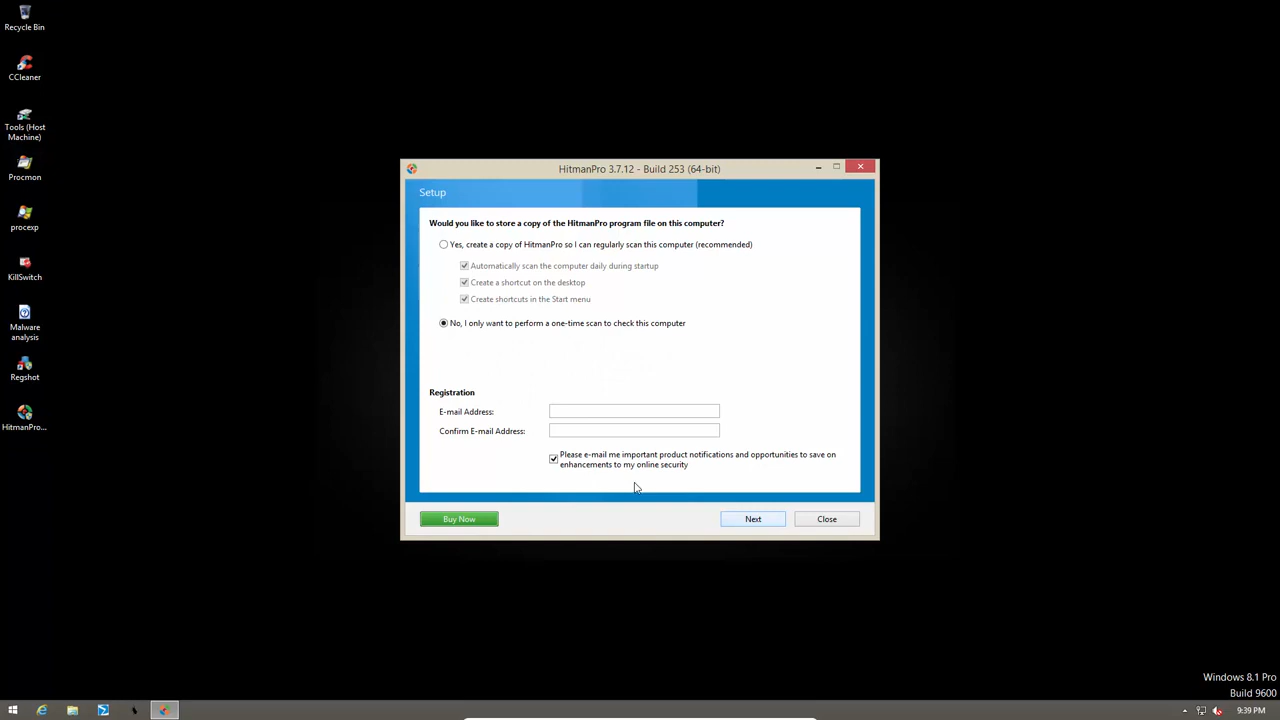 Recycle Bin
CCleaner
Tools (Host
Machine)
Procmon
procexp
KillSwitch
Malware
analysis
Regshot
HitmanPro...
HitmanPro 3.7.12 - Build 253 (64-bit)
Setup
Would you like to store a copy of the HitmanPro program file on this computer?
Yes, create a copy of HitmanPro so I can regularly scan this computer (recommended)
Automatically scan the computer daily during startup
Create a shortcut on the desktop
Create shortcuts in the Start menu
No, I only want to perform a one-time scan to check this computer
Registration
E-mail Address:
Confirm E-mail Address:
Please e-mail me important product notifications and opportunities to save on
enhancements to my online security
Buy Now
Next
Close
Windows 8.1 Pro
Build 9600
9:39 PM